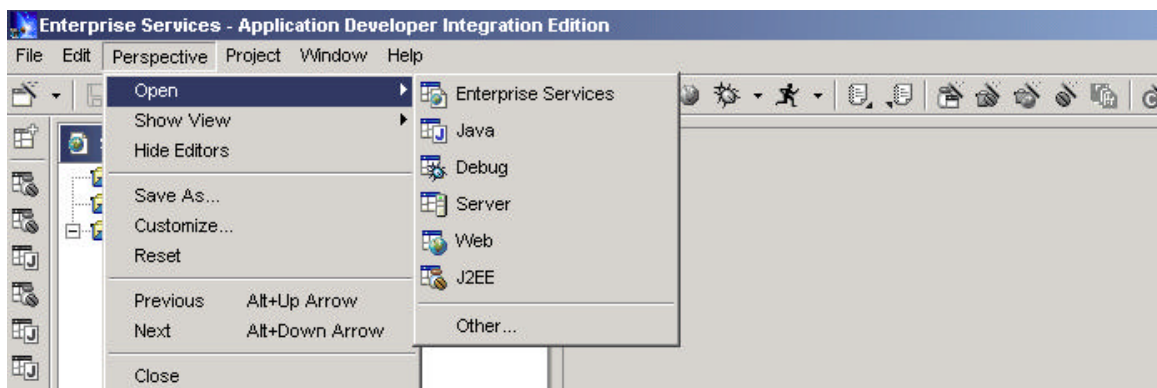 Enterprise Services - Application Developer Integration Edition
File Edit Perspective Project Window Help
Open
Show View
Hide Editors
Save As...
Customize...
Reset
Previous Alt+Up Arrow
Next Alt+Down Arrow
Close
Enterprise Services
Java
Debug
Server
Web
J2EE
Other...